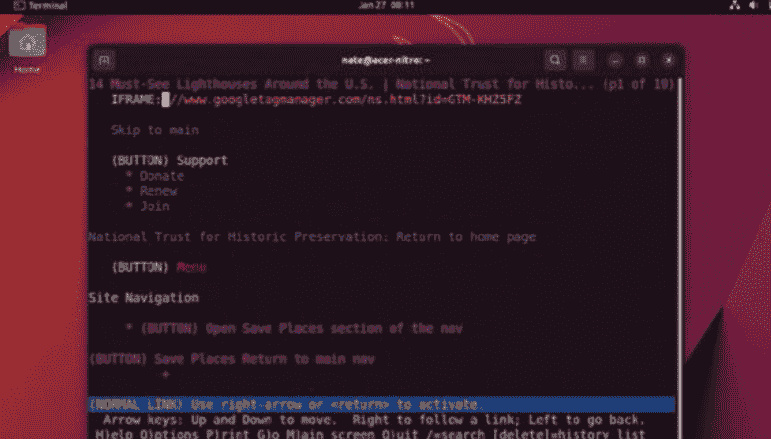 Terminal
Jan 27 08:11
Home
nate@acer-nitro: ~
14 Must-See Lighthouses Around the U.S. | National Trust for Histo... (p1 of 10)
IFRAME: //www.googletagmanager.com/ns.html?id=GTM-KHZ5FZ
Skip to main
(BUTTON) Support
* Donate
* Renew
* Join
National Trust for Historic Preservation: Return to home page
(BUTTON) Menu
Site Navigation
* (BUTTON) Open Save Places section of the nav
(BUTTON) Save Places Return to main nav
+
(NORMAL LINK) Use right-arrow or <return> to activate.
Arrow keys: Up and Down to move. Right to follow a link; Left to go back.
H)elp O)ptions P)rint G)o M)ain screen Q)uit /=search [delete]=history list